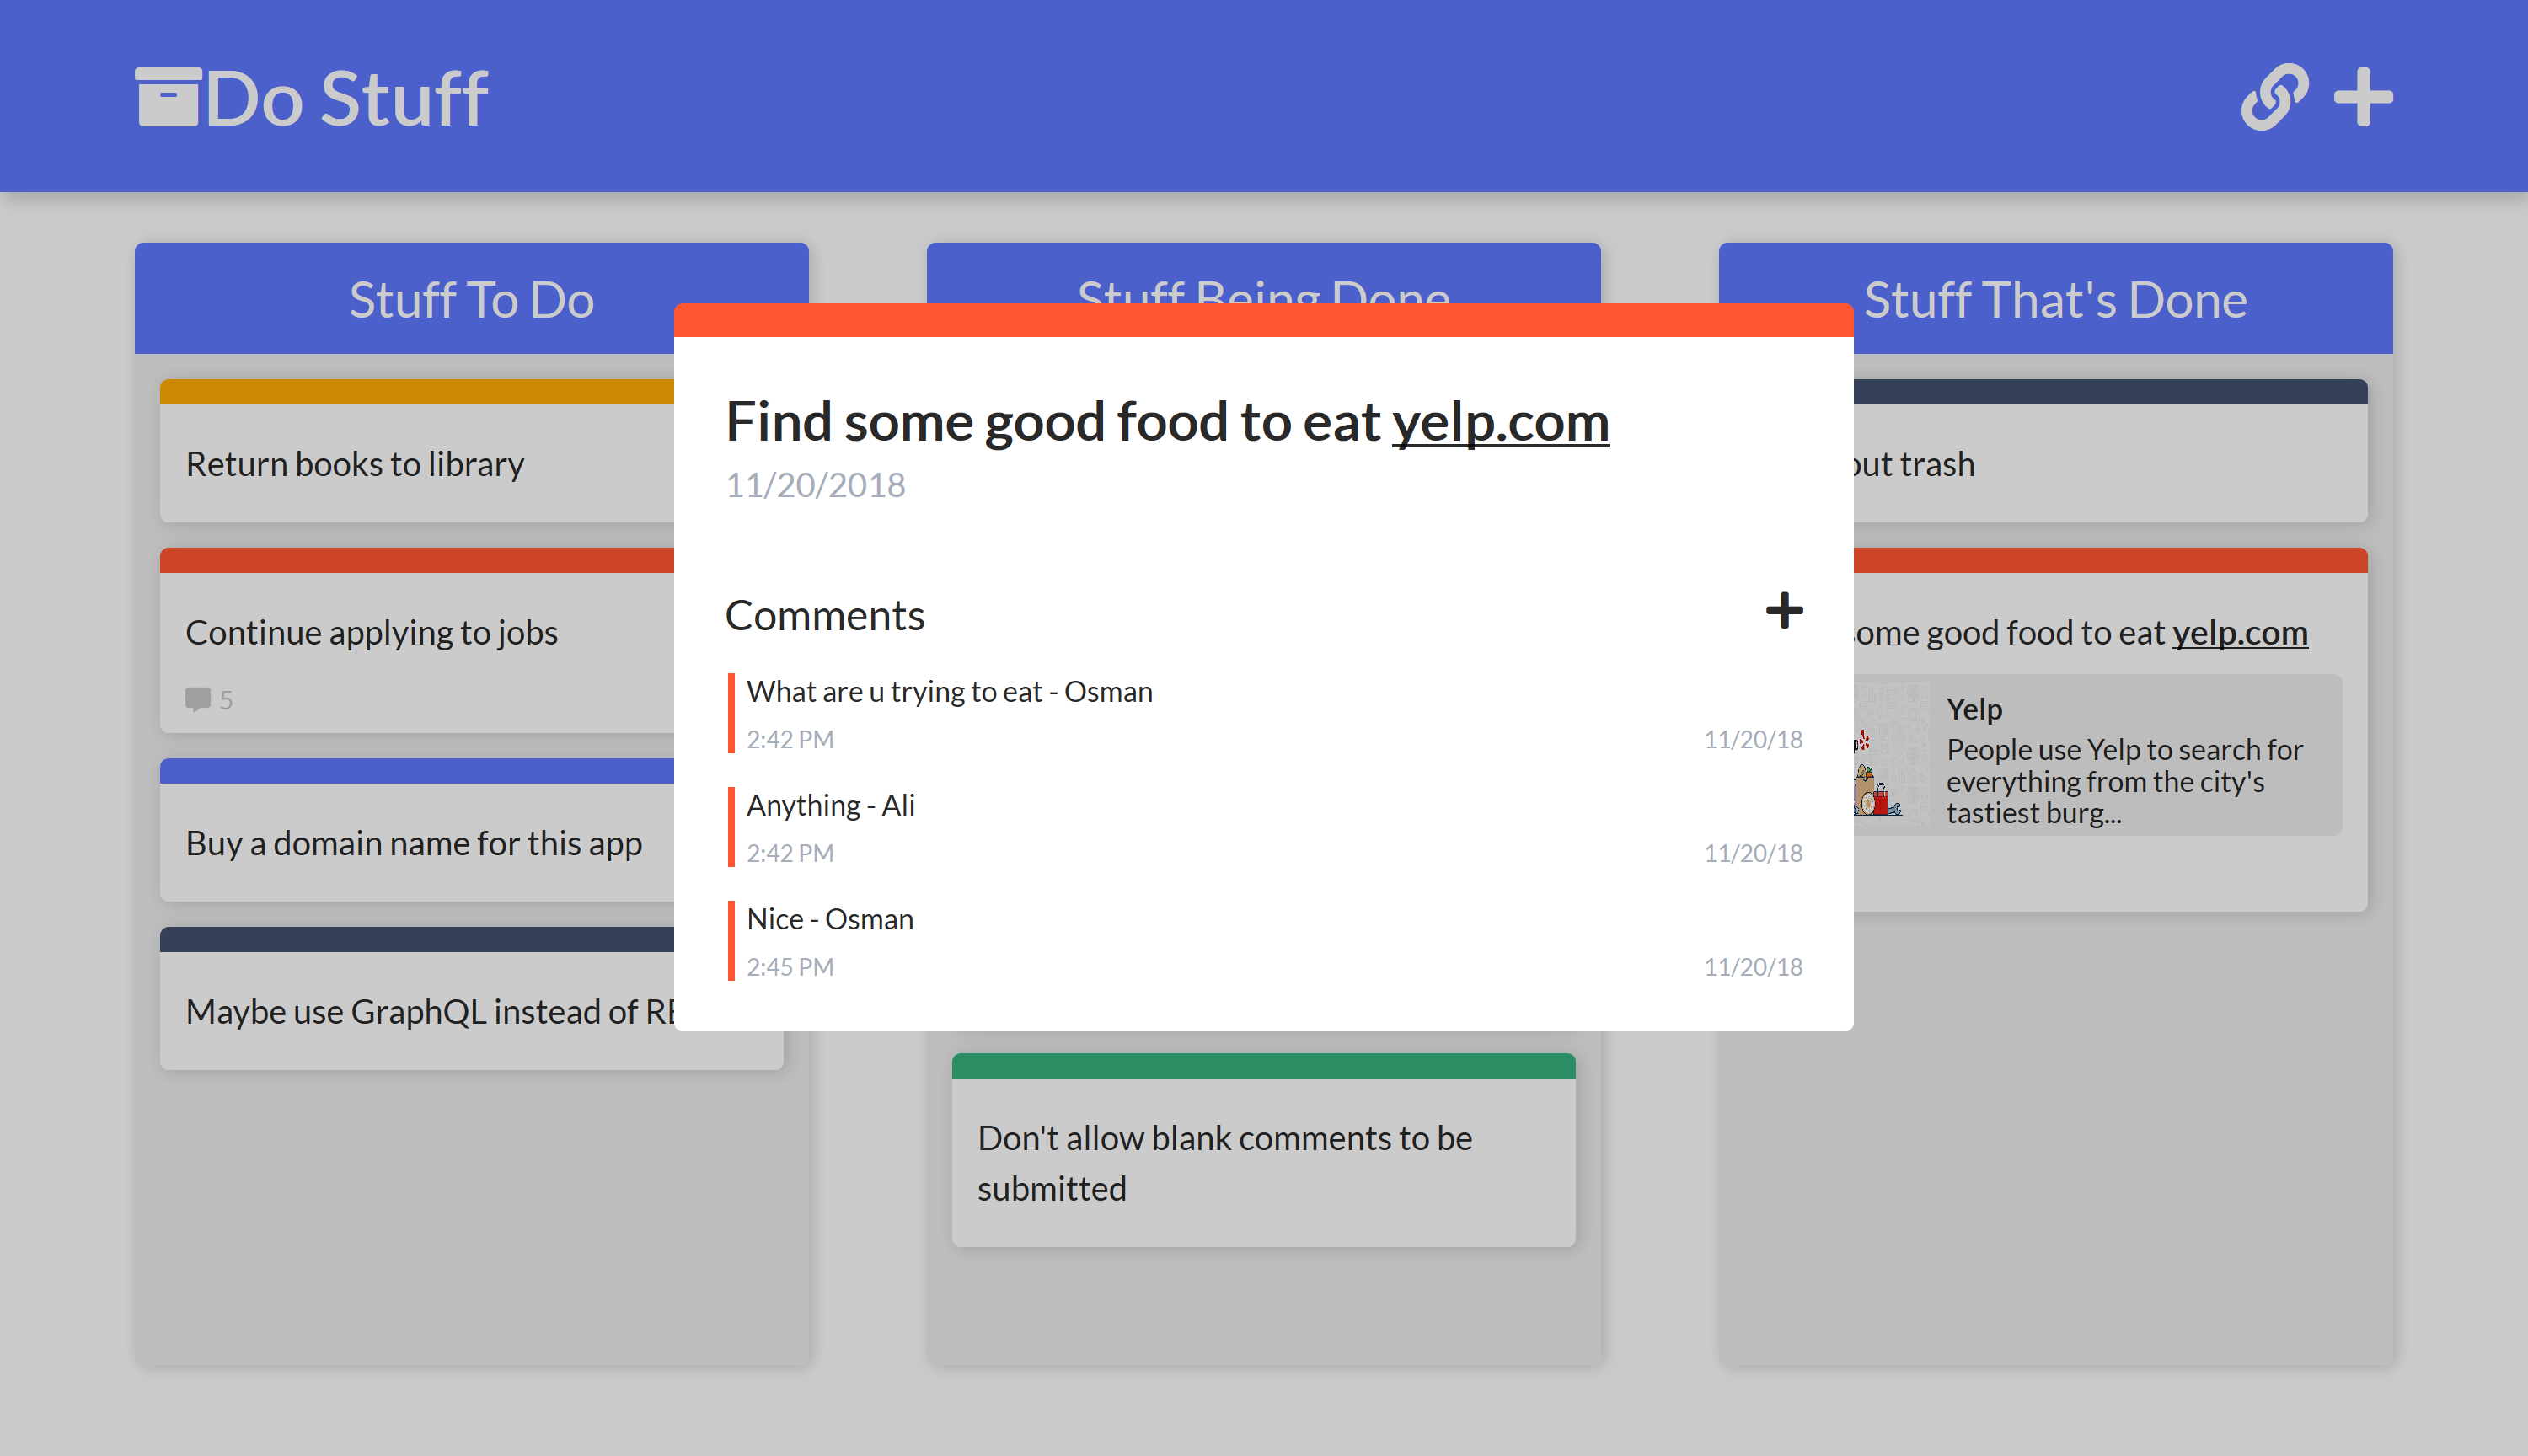 Do Stuff
Stuff To Do
Return books to library
Continue applying to jobs
5
Buy a domain name for this app
Maybe use GraphQL instead of
Stuff Being Done
Find some good food to eat yelp.com
11/20/2018
Comments
What are u trying to eat - Osman
2:42 PM 11/20/18
Anything - Ali
2:42 PM 11/20/18
Nice - Osman
2:45 PM 11/20/18
Don't allow blank comments to be
submitted
Stuff That's Done
out trash
some good food to eat yelp.com
Yelp
People use Yelp to search for
everything from the city's
tastiest burg...